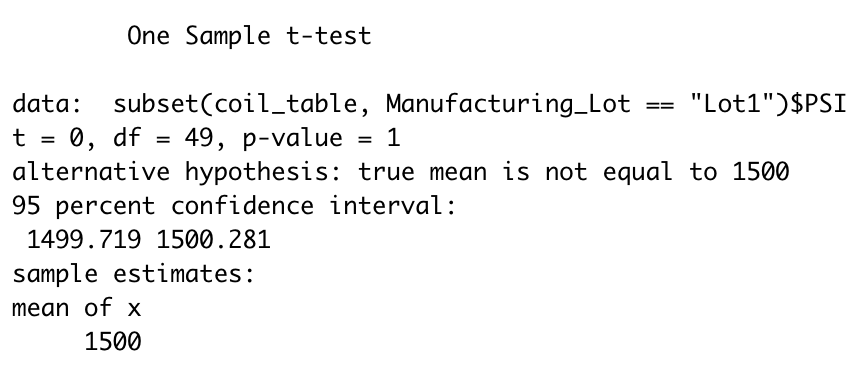 One Sample t-test
data:  subset(coil_table, Manufacturing_Lot == "Lot1")$PSI
t = 0, df = 49, p-value = 1
alternative hypothesis: true mean is not equal to 1500
95 percent confidence interval:
1499.719 1500.281
sample estimates:
mean of x
1500